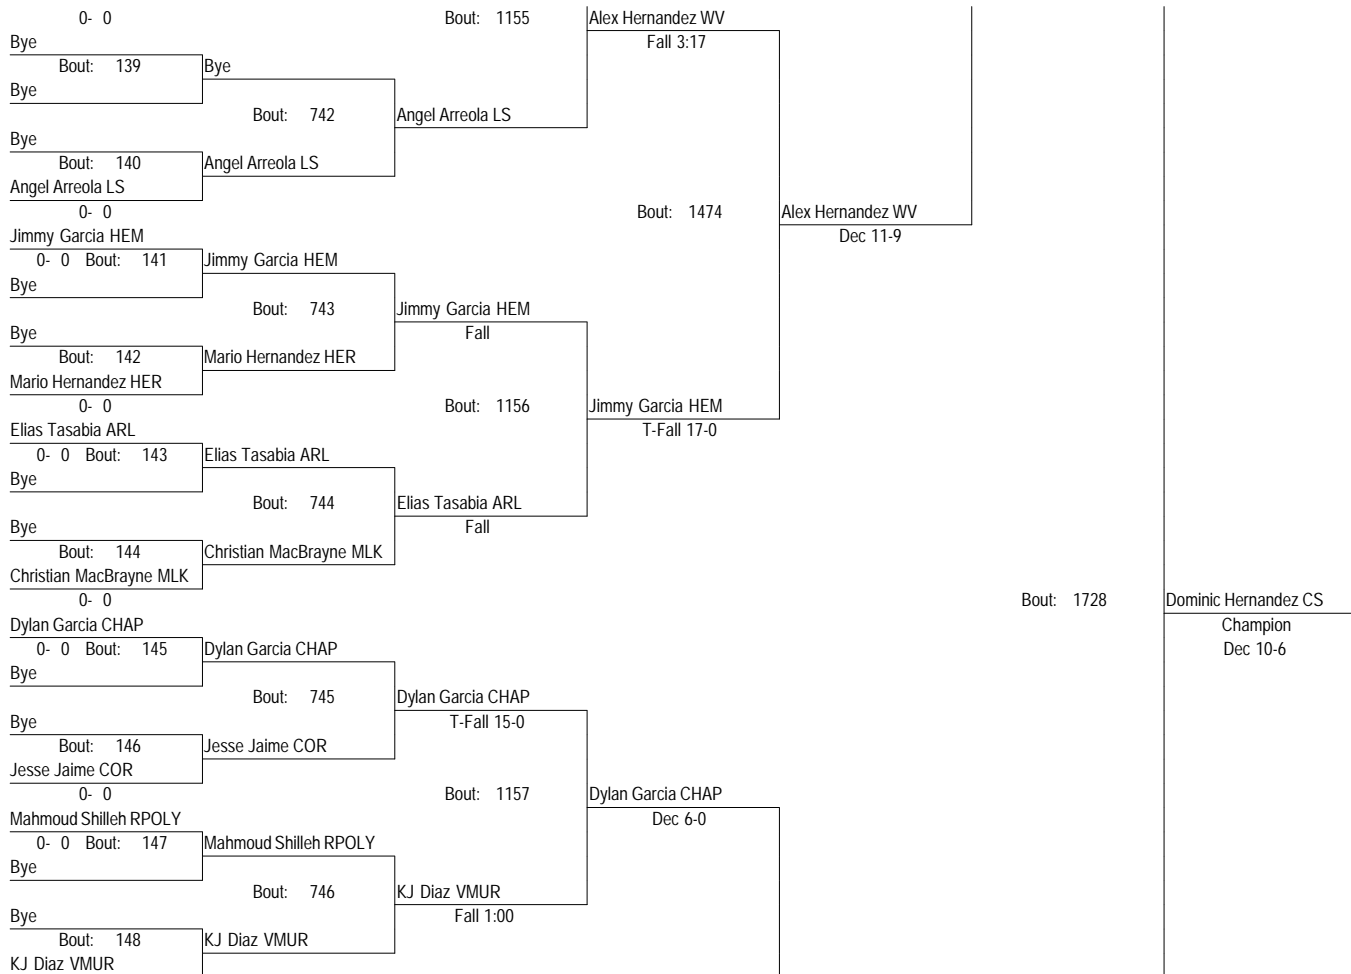 0- 0 Bout: 1155 Alex Hernandez WV
Bye Fall 3:17
Bout: 139 Bye
Bye
Bout: 742 Angel Arreola LS
Bye
Bout: 140 Angel Arreola LS
Angel Arreola LS
0- 0 Bout: 1474 Alex Hernandez WV
Jimmy Garcia HEM Dec 11-9
0- 0 Bout: 141 Jimmy Garcia HEM
Bye
Bout: 743 Jimmy Garcia HEM
Bye Fall
Bout: 142 Mario Hernandez HER
Mario Hernandez HER
0- 0 Bout: 1156 Jimmy Garcia HEM
Elias Tasabia ARL T-Fall 17-0
0- 0 Bout: 143 Elias Tasabia ARL
Bye
Bout: 744 Elias Tasabia ARL
Bye Fall
Bout: 144 Christian MacBrayne MLK
Christian MacBrayne MLK
0- 0 Bout: 1728 Dominic Hernandez CS
Dylan Garcia CHAP Champion
0- 0 Bout: 145 Dylan Garcia CHAP Dec 10-6
Bye
Bout: 745 Dylan Garcia CHAP
Bye T-Fall 15-0
Bout: 146 Jesse Jaime COR
Jesse Jaime COR
0- 0 Bout: 1157 Dylan Garcia CHAP
Mahmoud Shilleh RPOLY Dec 6-0
0- 0 Bout: 147 Mahmoud Shilleh RPOLY
Bye
Bout: 746 KJ Diaz VMUR
Bye Fall 1:00
Bout: 148 KJ Diaz VMUR
KJ Diaz VMUR